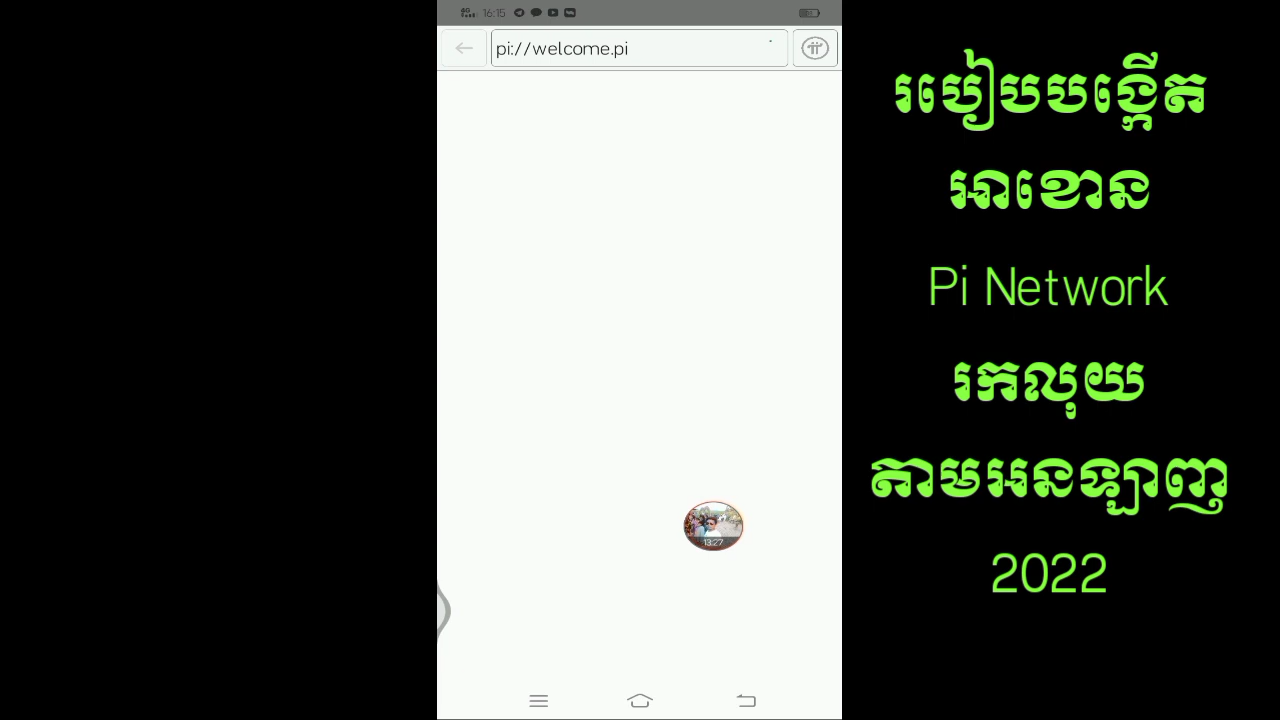 4G 16:15
pi://welcome.pi
13:27
របៀបបង្កើត
អាខោន
Pi Network
រកលុយ
តាមអនឡាញ
2022